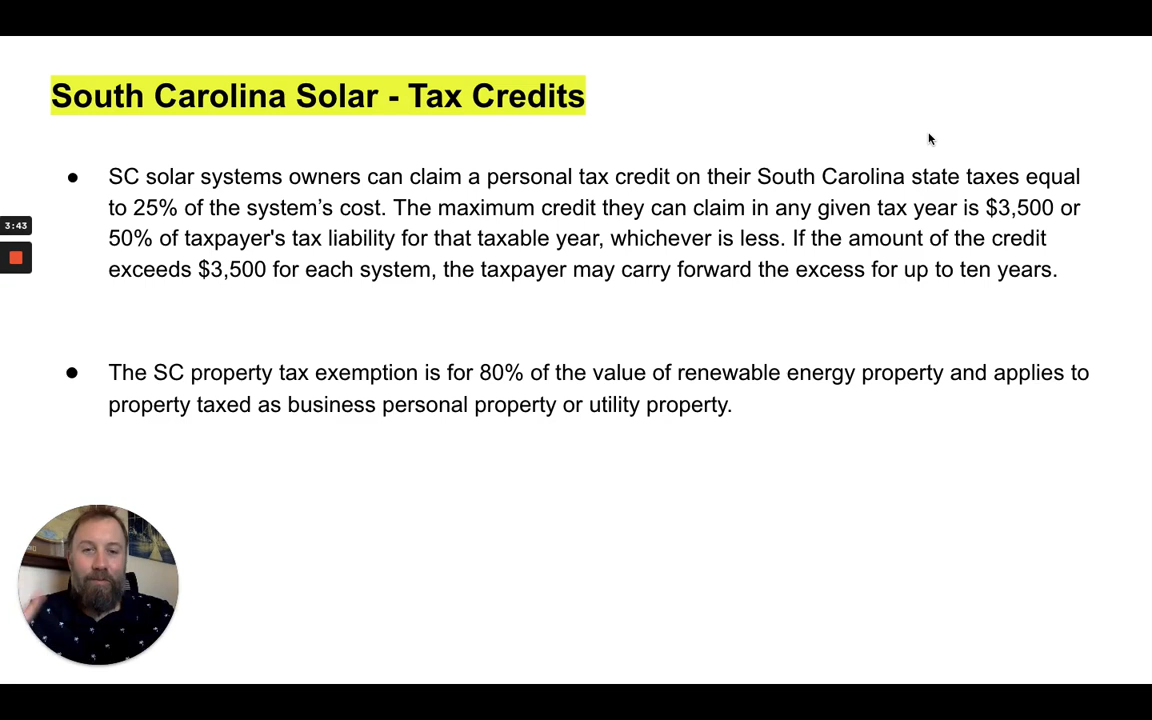 South Carolina Solar - Tax Credits
● SC solar systems owners can claim a personal tax credit on their South Carolina state taxes equal
to 25% of the system’s cost. The maximum credit they can claim in any given tax year is $3,500 or
50% of taxpayer's tax liability for that taxable year, whichever is less. If the amount of the credit
exceeds $3,500 for each system, the taxpayer may carry forward the excess for up to ten years.
3:43
● The SC property tax exemption is for 80% of the value of renewable energy property and applies to
property taxed as business personal property or utility property.